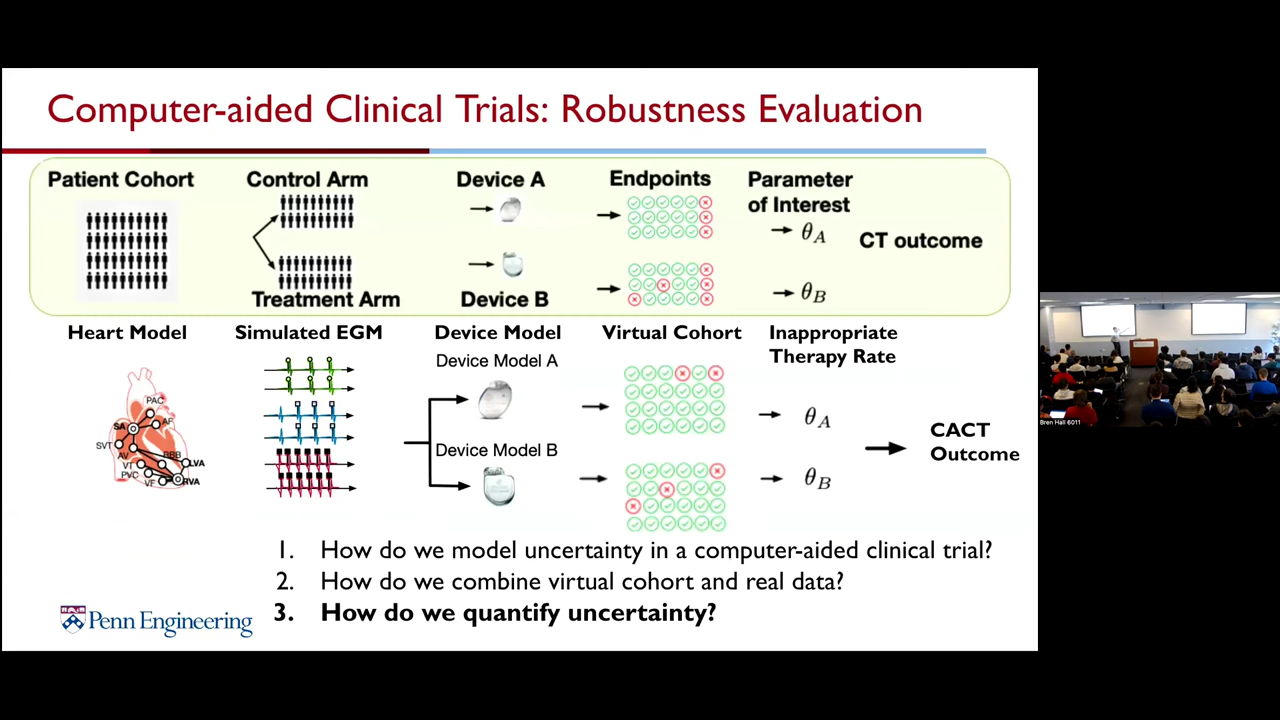 Computer-aided Clinical Trials: Robustness Evaluation
Patient Cohort
Control Arm
Device A
Endpoints
Parameter
of Interest
θA
CT outcome
Treatment Arm
Device B
θB
Heart Model
Simulated EGM
Device Model
Virtual Cohort
Inappropriate
Therapy Rate
Device Model A
PAC
SA
AF
SVT
AV
BBB
VT
LVA
PVC
VF
RVA
Device Model B
θA
θB
CACT
Outcome
1. How do we model uncertainty in a computer-aided clinical trial?
2. How do we combine virtual cohort and real data?
3. How do we quantify uncertainty?
Penn Engineering
Bren Hall 6011